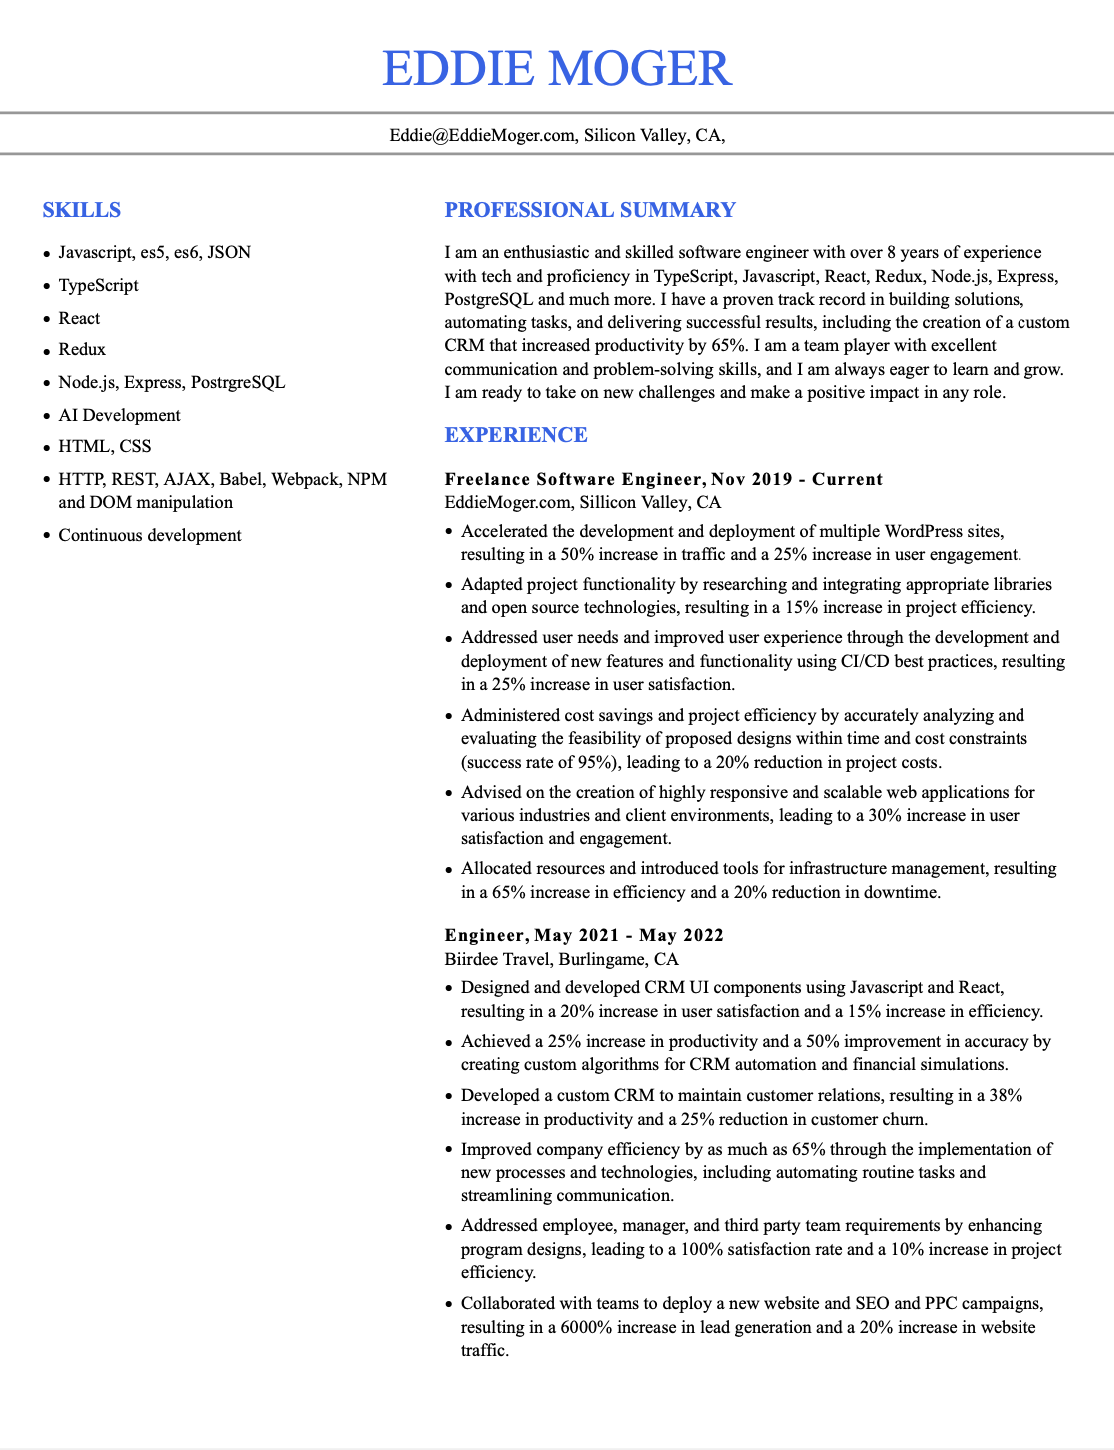 EDDIE MOGER
Eddie@EddieMoger.com, Silicon Valley, CA,
SKILLS
• Javascript, es5, es6, JSON
• TypeScript
• React
• Redux
• Node.js, Express, PostrgreSQL
• AI Development
• HTML, CSS
• HTTP, REST, AJAX, Babel, Webpack, NPM
and DOM manipulation
• Continuous development
PROFESSIONAL SUMMARY
I am an enthusiastic and skilled software engineer with over 8 years of experience
with tech and proficiency in TypeScript, Javascript, React, Redux, Node.js, Express,
PostgreSQL and much more. I have a proven track record in building solutions,
automating tasks, and delivering successful results, including the creation of a custom
CRM that increased productivity by 65%. I am a team player with excellent
communication and problem-solving skills, and I am always eager to learn and grow.
I am ready to take on new challenges and make a positive impact in any role.
EXPERIENCE
Freelance Software Engineer, Nov 2019 - Current
EddieMoger.com, Sillicon Valley, CA
• Accelerated the development and deployment of multiple WordPress sites,
resulting in a 50% increase in traffic and a 25% increase in user engagement.
• Adapted project functionality by researching and integrating appropriate libraries
and open source technologies, resulting in a 15% increase in project efficiency.
• Addressed user needs and improved user experience through the development and
deployment of new features and functionality using CI/CD best practices, resulting
in a 25% increase in user satisfaction.
• Administered cost savings and project efficiency by accurately analyzing and
evaluating the feasibility of proposed designs within time and cost constraints
(success rate of 95%), leading to a 20% reduction in project costs.
• Advised on the creation of highly responsive and scalable web applications for
various industries and client environments, leading to a 30% increase in user
satisfaction and engagement.
• Allocated resources and introduced tools for infrastructure management, resulting
in a 65% increase in efficiency and a 20% reduction in downtime.
Engineer, May 2021 - May 2022
Biirdee Travel, Burlingame, CA
• Designed and developed CRM UI components using Javascript and React,
resulting in a 20% increase in user satisfaction and a 15% increase in efficiency.
• Achieved a 25% increase in productivity and a 50% improvement in accuracy by
creating custom algorithms for CRM automation and financial simulations.
• Developed a custom CRM to maintain customer relations, resulting in a 38%
increase in productivity and a 25% reduction in customer churn.
• Improved company efficiency by as much as 65% through the implementation of
new processes and technologies, including automating routine tasks and
streamlining communication.
• Addressed employee, manager, and third party team requirements by enhancing
program designs, leading to a 100% satisfaction rate and a 10% increase in project
efficiency.
• Collaborated with teams to deploy a new website and SEO and PPC campaigns,
resulting in a 6000% increase in lead generation and a 20% increase in website
traffic.